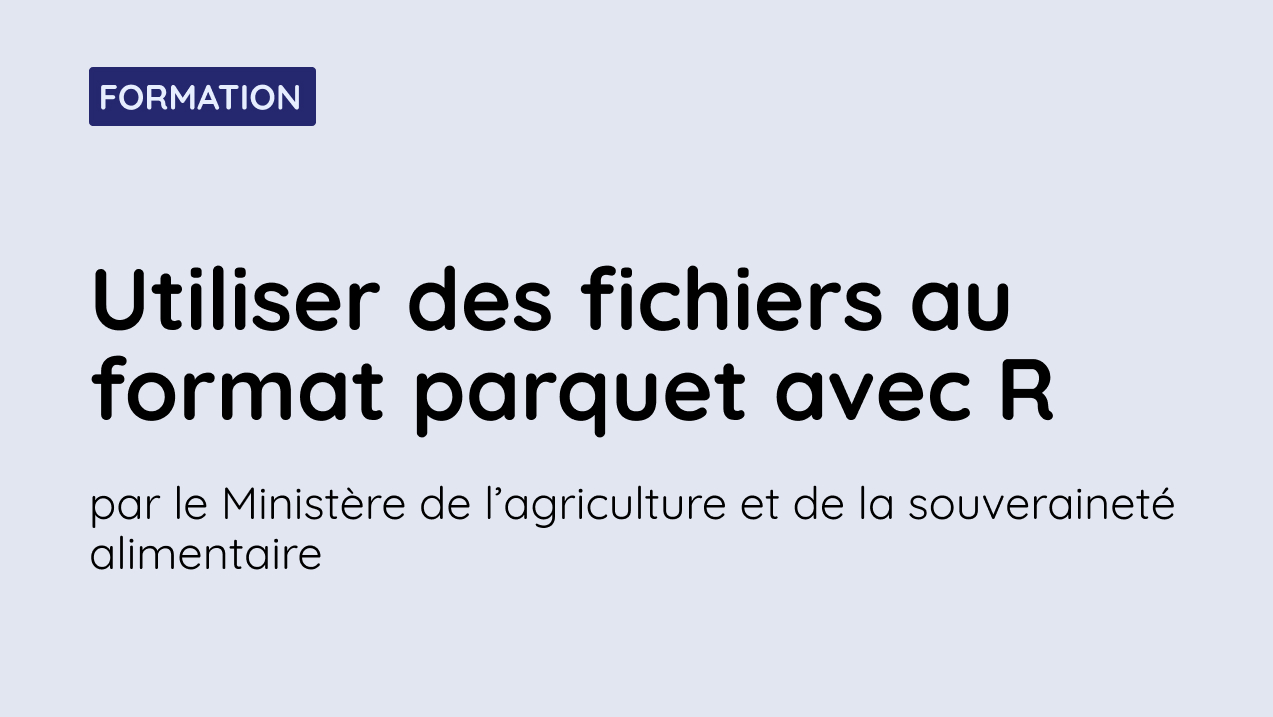 FORMATION
Utiliser des fichiers au
format parquet avec R
par le Ministère de l’agriculture et de la souveraineté
alimentaire